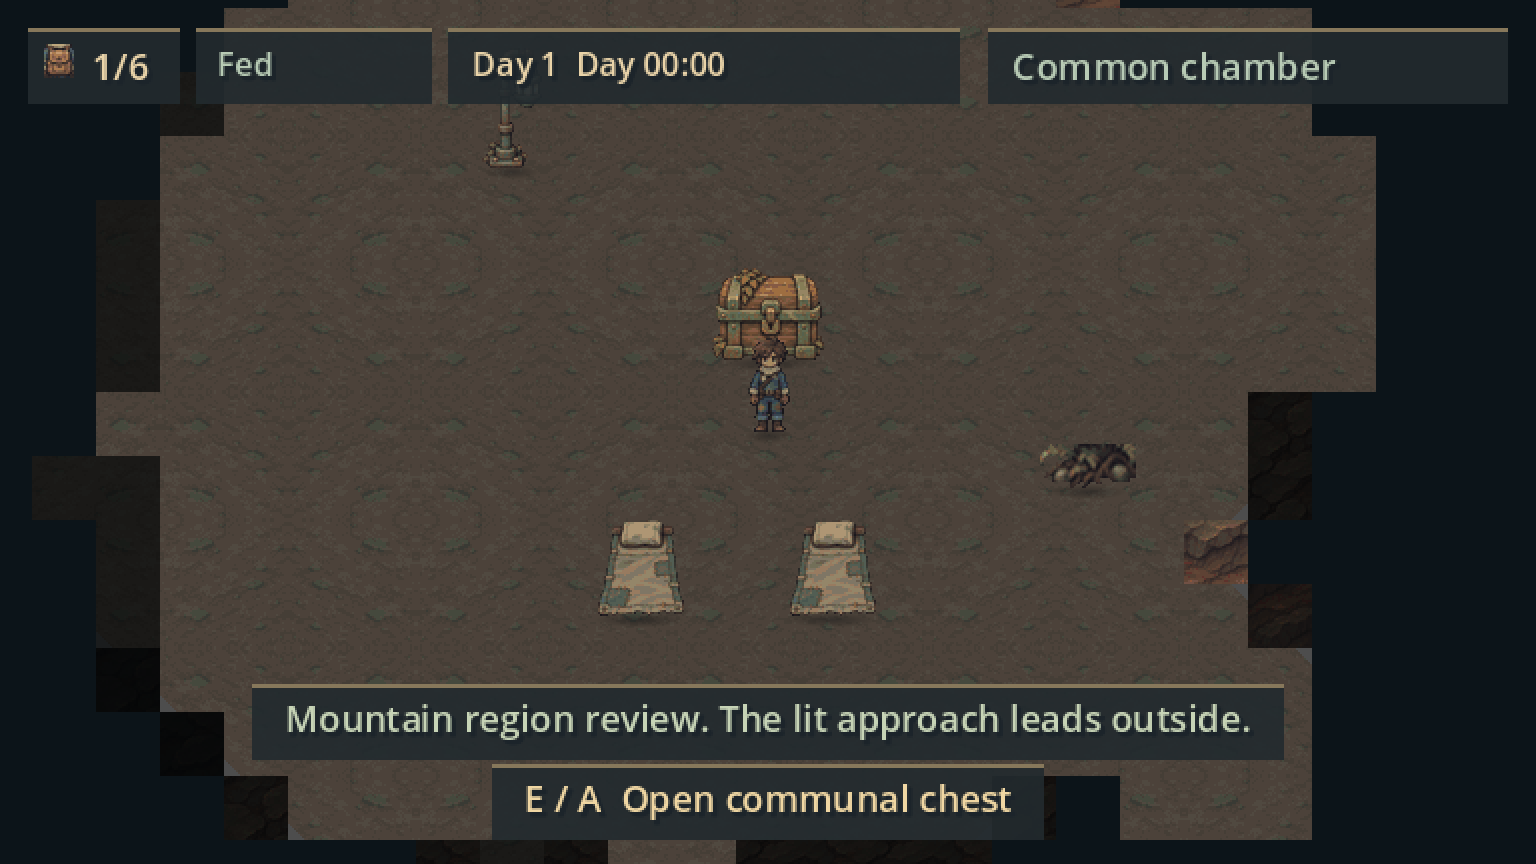 1/6
Fed
Day 1 Day 00:00
Common chamber
Mountain region review. The lit approach leads outside.
E / A Open communal chest